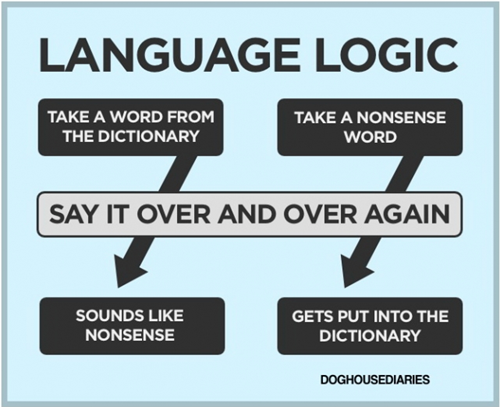 LANGUAGE LOGIC
TAKE A WORD FROM
THE DICTIONARY
TAKE A NONSENSE
WORD
SAY IT OVER AND OVER AGAIN
SOUNDS LIKE
NONSENSE
GETS PUT INTO THE
DICTIONARY
DOGHOUSEDIARIES